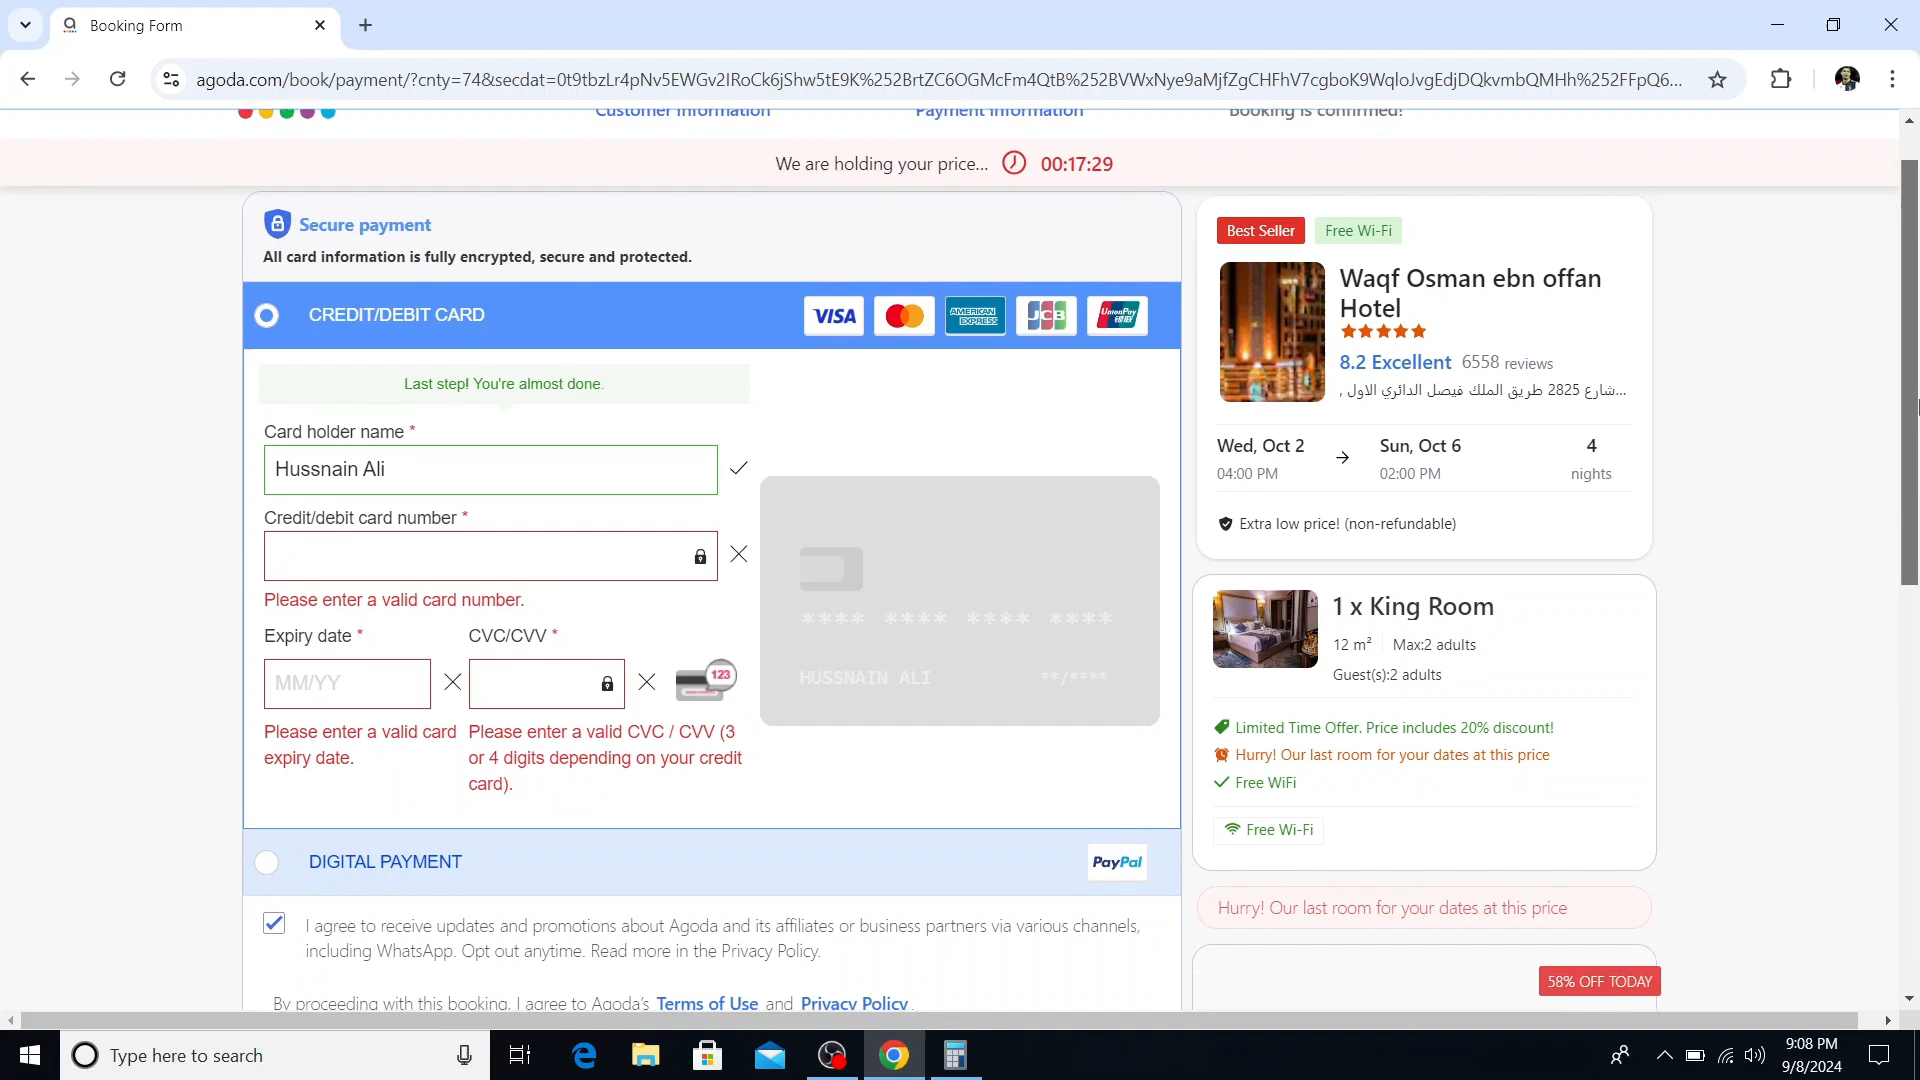 Booking Form
agoda.com/book/payment/?cnty=74&secdat=0t9tbzLr4pNv5EWGv2IRoCk6jShw5tE9K%252BrtZC6OGMcFm4QtB%252BVWxNye9aMjfZgCHFhV7cgboK9WqloJvgEdjDQkvmbQMHh%252FFpQ6...
Customer information
Payment information
Booking is confirmed!
We are holding your price... 00:17:29
Secure payment
All card information is fully encrypted, secure and protected.
CREDIT/DEBIT CARD
VISA
AMERICAN EXPRESS
JCB
UnionPay 银联
Last step! You're almost done.
Card holder name *
Hussnain Ali
Credit/debit card number *
Please enter a valid card number.
Expiry date *
CVC/CVV *
MM/YY
123
Please enter a valid card
expiry date.
Please enter a valid CVC / CVV (3
or 4 digits depending on your credit
card).
**** **** **** ****
HUSSNAIN ALI **/****
DIGITAL PAYMENT
PayPal
I agree to receive updates and promotions about Agoda and its affiliates or business partners via various channels,
including WhatsApp. Opt out anytime. Read more in the Privacy Policy.
By proceeding with this booking, I agree to Agoda's Terms of Use and Privacy Policy.
Best Seller
Free Wi-Fi
Waqf Osman ebn offan
Hotel
8.2 Excellent 6558 reviews
شارع 2825 طريق الملك فيصل الدائري الاول ,...
Wed, Oct 2
04:00 PM
Sun, Oct 6
02:00 PM
4
nights
Extra low price! (non-refundable)
1 x King Room
12 m² Max:2 adults
Guest(s):2 adults
Limited Time Offer. Price includes 20% discount!
Hurry! Our last room for your dates at this price
Free WiFi
Free Wi-Fi
Hurry! Our last room for your dates at this price
58% OFF TODAY
Type here to search
9:08 PM
9/8/2024